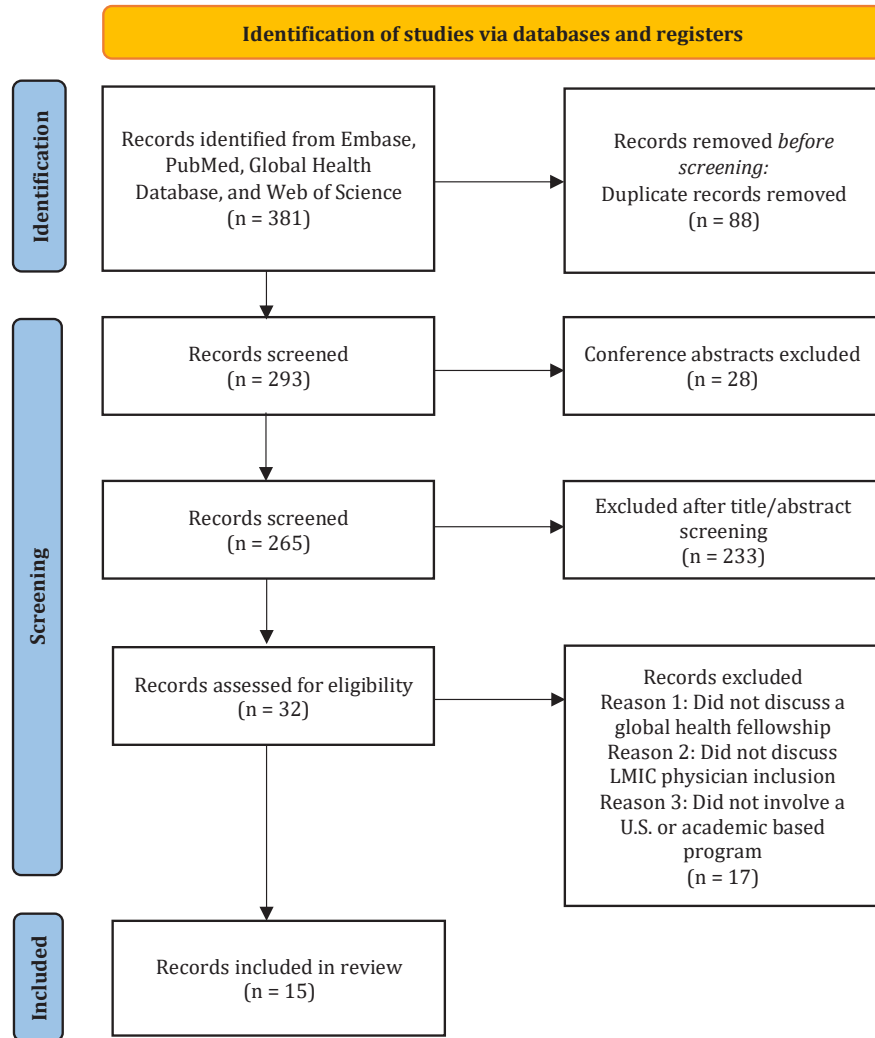 Identification of studies via databases and registers
Identification
Records identified from Embase,
PubMed, Global Health
Database, and Web of Science
(n = 381)
Records removed before
screening:
Duplicate records removed
(n = 88)
Screening
Records screened
(n = 293)
Conference abstracts excluded
(n = 28)
Records screened
(n = 265)
Excluded after title/abstract
screening
(n = 233)
Records assessed for eligibility
(n = 32)
Records excluded
Reason 1: Did not discuss a
global health fellowship
Reason 2: Did not discuss
LMIC physician inclusion
Reason 3: Did not involve a
U.S. or academic based
program
(n = 17)
Included
Records included in review
(n = 15)